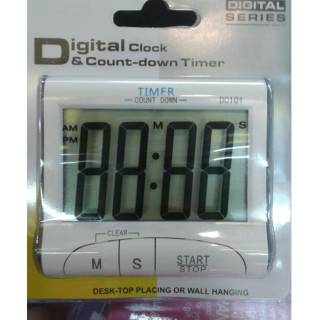 DIGITAL
SERIES
Digital Clock
& Count-down Timer
TIMER
COUNT DOWN DC101
AM M S
PM
88:88
CLEAR
M S START
STOP
DESK-TOP PLACING OR WALL HANGING